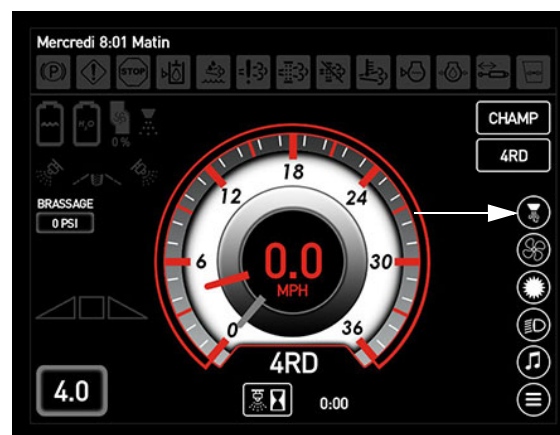 Mercredi 8:01 Matin
(P)
STOP
H₂O
0 %
CHAMP
4RD
BRASSAGE
0 PSI
18
12
24
6
30
0
36
0.0
MPH
4RD
4.0
0:00